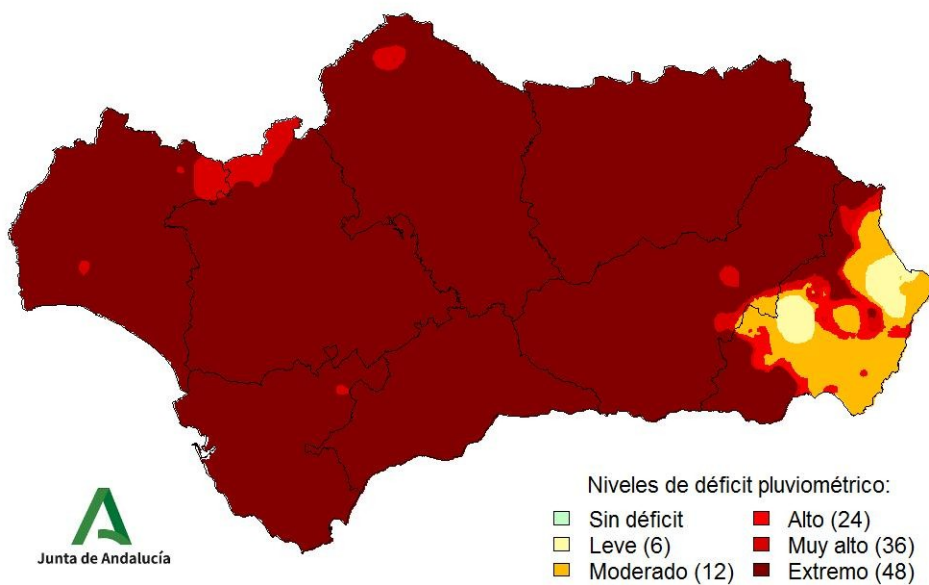 Junta de Andalucía
Niveles de déficit pluviométrico:
Sin déficit
Leve (6)
Moderado (12)
Alto (24)
Muy alto (36)
Extremo (48)